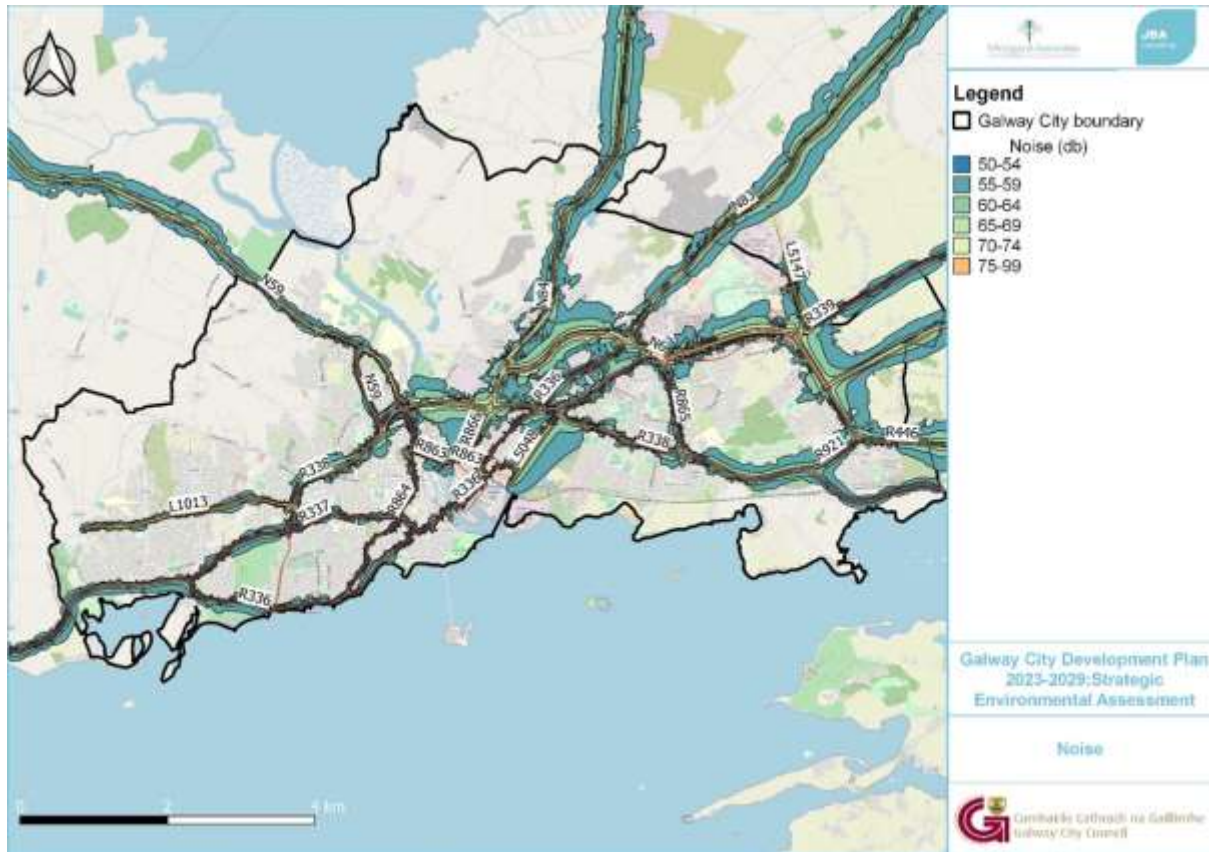 JBA
Legend
Galway City boundary
Noise (db)
50-54
55-59
60-64
65-69
70-74
75-99
N83
N59
N84
L5147
R339
N59
R336
R866
R865
R338
R921
R446
R863
R863
L5048
R338
R336
R864
L1013
R337
R336
0 2 4 km
Galway City Development Plan
2023-2029:Strategic
Environmental Assessment
Noise
Comhairle Cathrach na Gaillimhe
Galway City Council